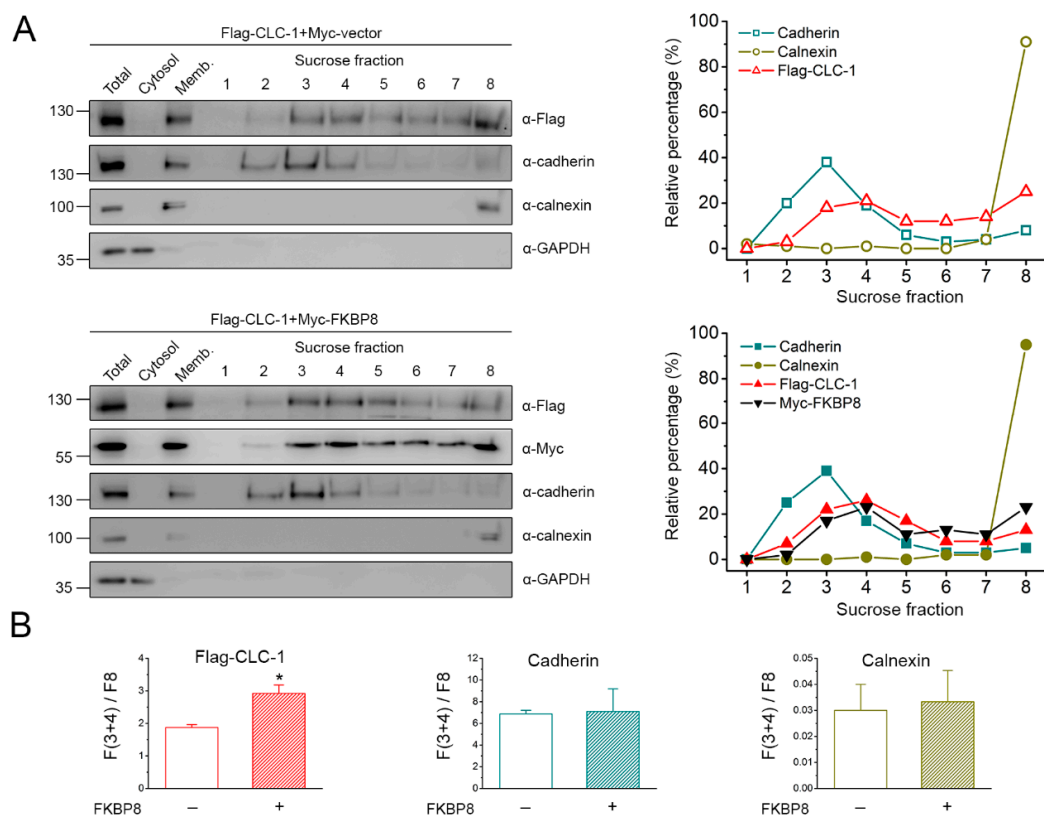 A
Flag-CLC-1+Myc-vector
Sucrose fraction
Total Cytosol Memb. 1 2 3 4 5 6 7 8
130 α-Flag
130 α-cadherin
100 α-calnexin
35 α-GAPDH
Relative percentage (%)
100
80
60
40
20
0
Cadherin
Calnexin
Flag-CLC-1
1 2 3 4 5 6 7 8
Sucrose fraction
Flag-CLC-1+Myc-FKBP8
Sucrose fraction
Total Cytosol Memb. 1 2 3 4 5 6 7 8
130 α-Flag
55 α-Myc
130 α-cadherin
100 α-calnexin
35 α-GAPDH
Relative percentage (%)
100
80
60
40
20
0
Cadherin
Calnexin
Flag-CLC-1
Myc-FKBP8
1 2 3 4 5 6 7 8
Sucrose fraction
B
Flag-CLC-1
F(3+4) / F8
4
3
2
1
0
*
FKBP8 – +
Cadherin
F(3+4) / F8
12
10
8
6
4
2
0
FKBP8 – +
Calnexin
F(3+4) / F8
0.05
0.04
0.03
0.02
0.01
0.00
FKBP8 – +